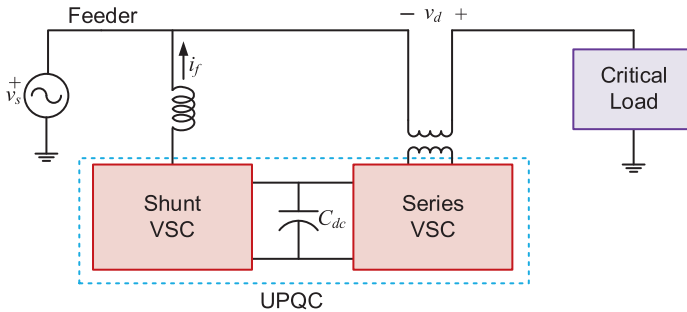 Feeder
− v_d +
i_f
+
v_s
Critical
Load
Shunt
VSC
C_dc
Series
VSC
UPQC